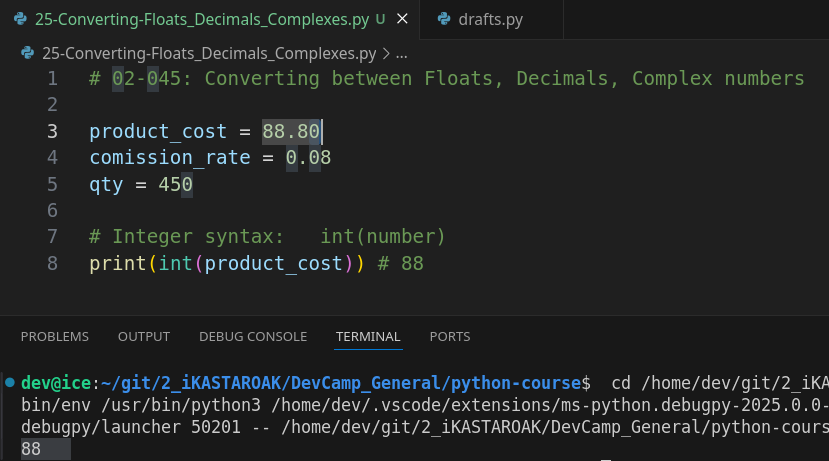 25-Converting-Floats_Decimals_Complexes.py U drafts.py
25-Converting-Floats_Decimals_Complexes.py > ...
1 # 02-045: Converting between Floats, Decimals, Complex numbers
2
3 product_cost = 88.80
4 comission_rate = 0.08
5 qty = 450
6
7 # Integer syntax:   int(number)
8 print(int(product_cost)) # 88
PROBLEMS OUTPUT DEBUG CONSOLE TERMINAL PORTS
dev@ice:~/git/2_iKASTAROAK/DevCamp_General/python-course$  cd /home/dev/git/2_iKA
bin/env /usr/bin/python3 /home/dev/.vscode/extensions/ms-python.debugpy-2025.0.0-
debugpy/launcher 50201 -- /home/dev/git/2_iKASTAROAK/DevCamp_General/python-cours
88